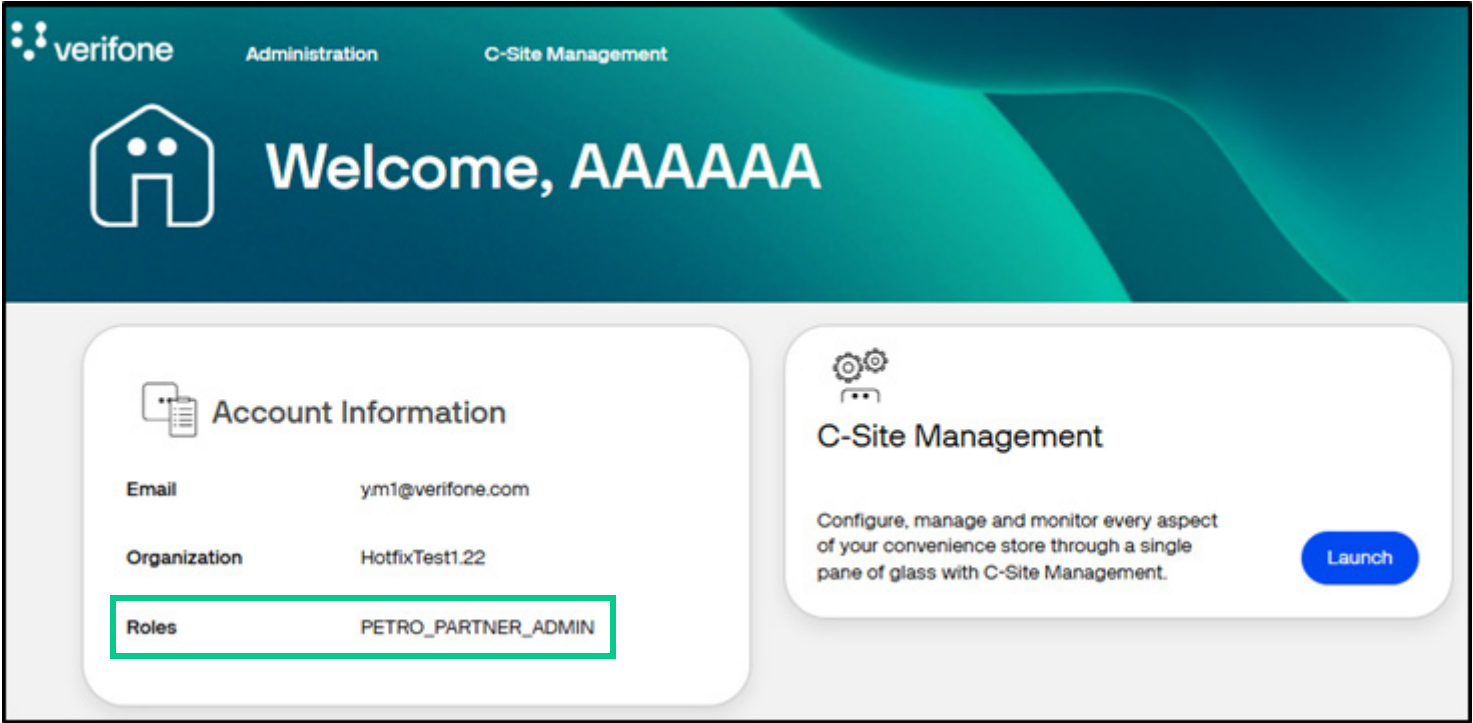 verifone
Administration
C-Site Management
Welcome, AAAAAA
Account Information
Email
y.m1@verifone.com
Organization
HotfixTest1.22
Roles
PETRO_PARTNER_ADMIN
C-Site Management
Configure, manage and monitor every aspect
of your convenience store through a single
pane of glass with C-Site Management.
Launch